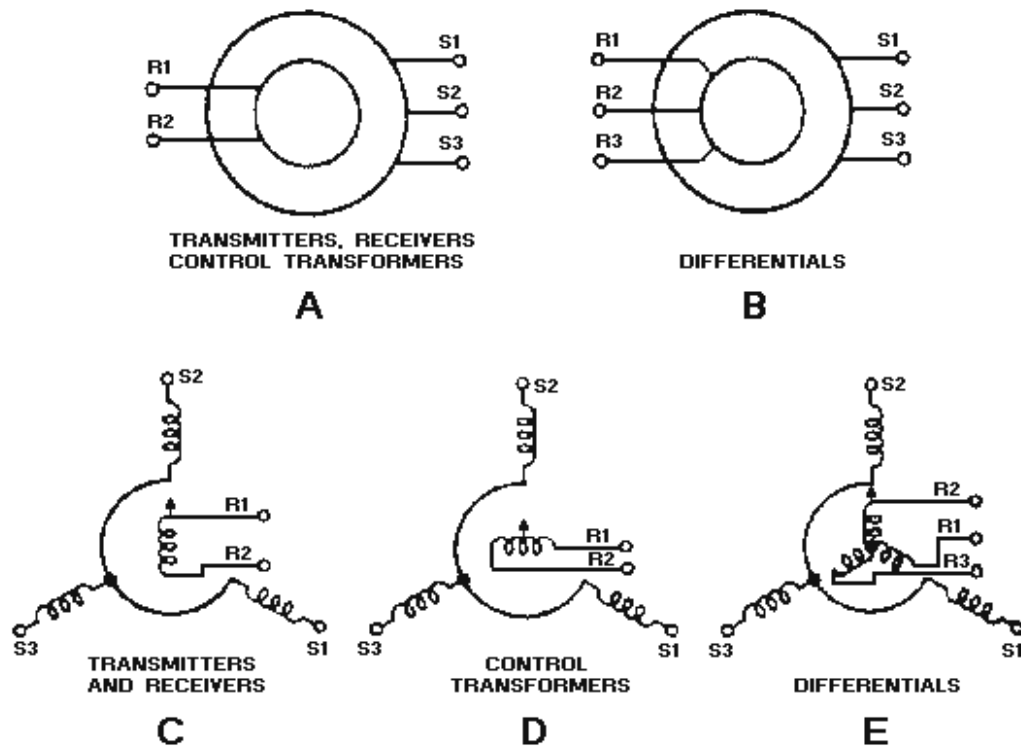 R1
R2
S1
S2
S3
TRANSMITTERS, RECEIVERS
CONTROL TRANSFORMERS
A
R1
R2
R3
S1
S2
S3
DIFFERENTIALS
B
S2
R1
R2
S3
S1
TRANSMITTERS
AND RECEIVERS
C
S2
R1
R2
S3
S1
CONTROL
TRANSFORMERS
D
S2
R2
R1
R3
S3
S1
DIFFERENTIALS
E